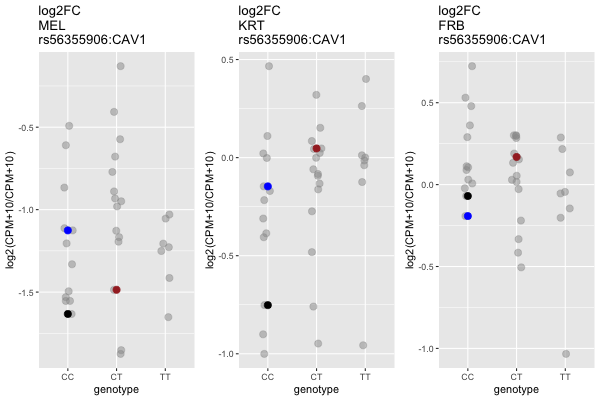 log2FC
MEL
rs56355906:CAV1
log2(CPM+10/CPM+10)
-0.5
-1.0
-1.5
CC
CT
TT
genotype
log2FC
KRT
rs56355906:CAV1
log2(CPM+10/CPM+10)
0.5
0.0
-0.5
-1.0
CC
CT
TT
genotype
log2FC
FRB
rs56355906:CAV1
log2(CPM+10/CPM+10)
0.5
0.0
-0.5
-1.0
CC
CT
TT
genotype